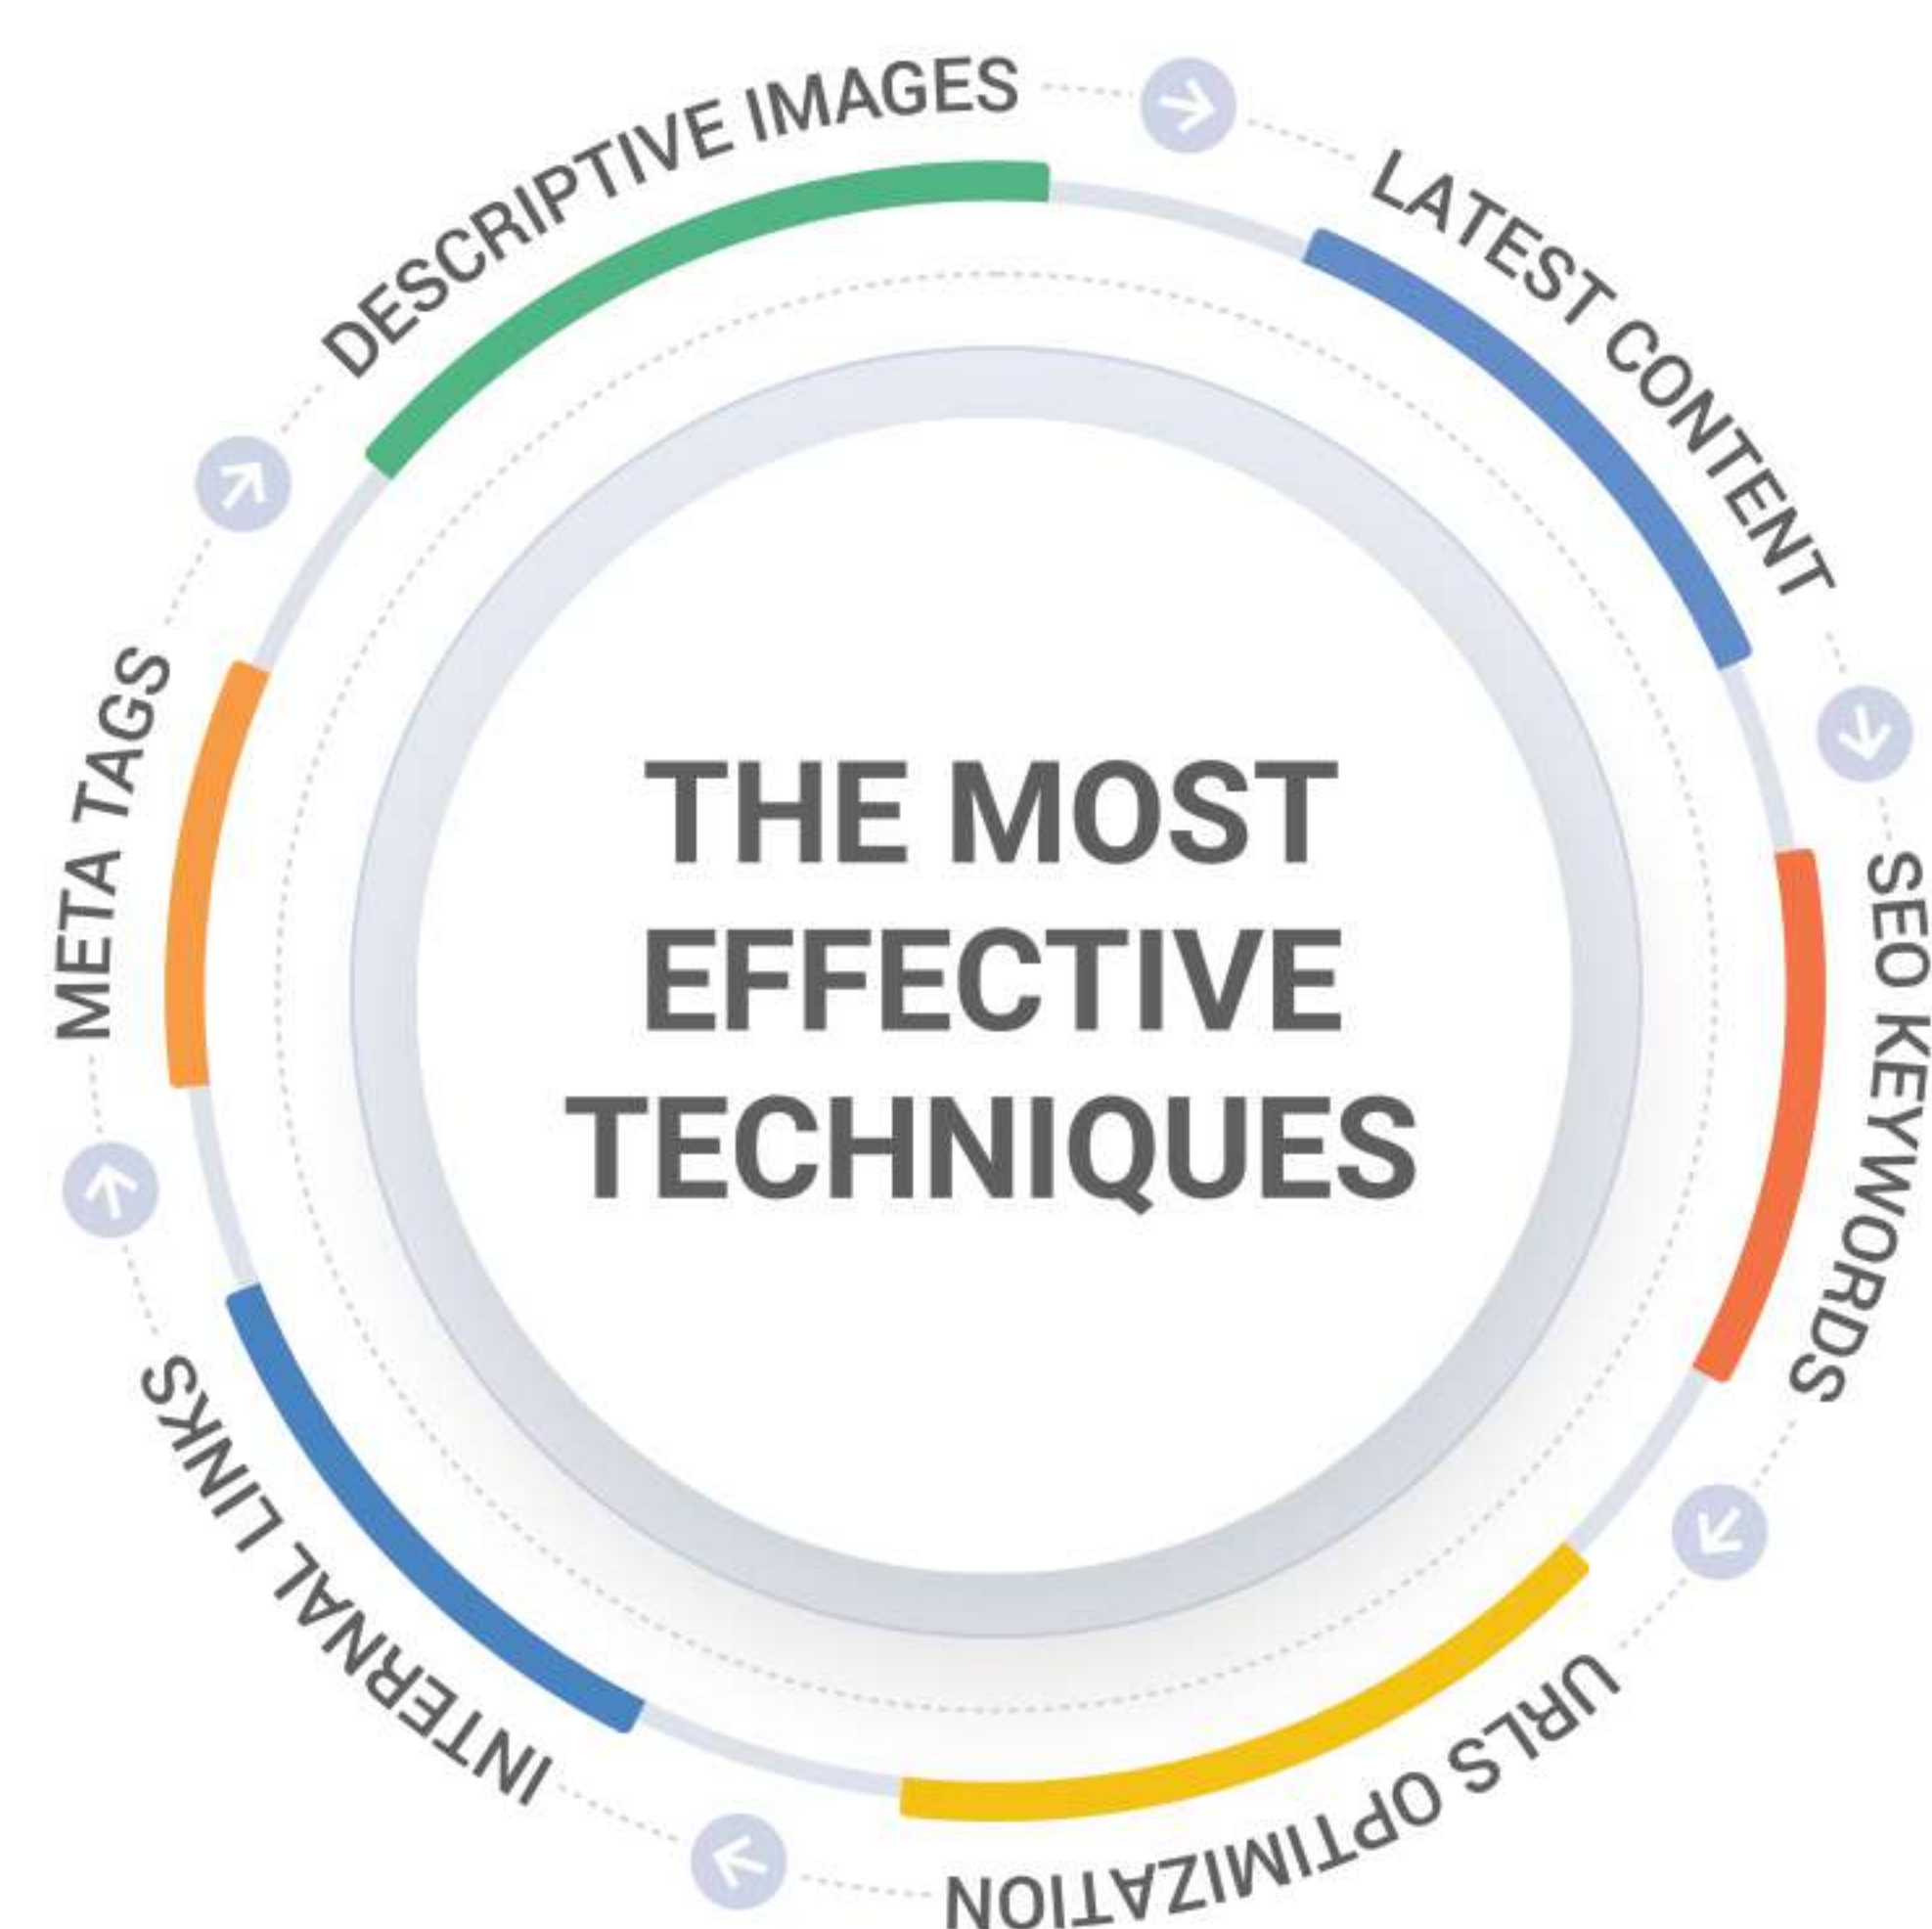 THE MOST
EFFECTIVE
TECHNIQUES
DESCRIPTIVE IMAGES
LATEST CONTENT
SEO KEYWORDS
URLS OPTIMIZATION
INTERNAL LINKS
META TAGS